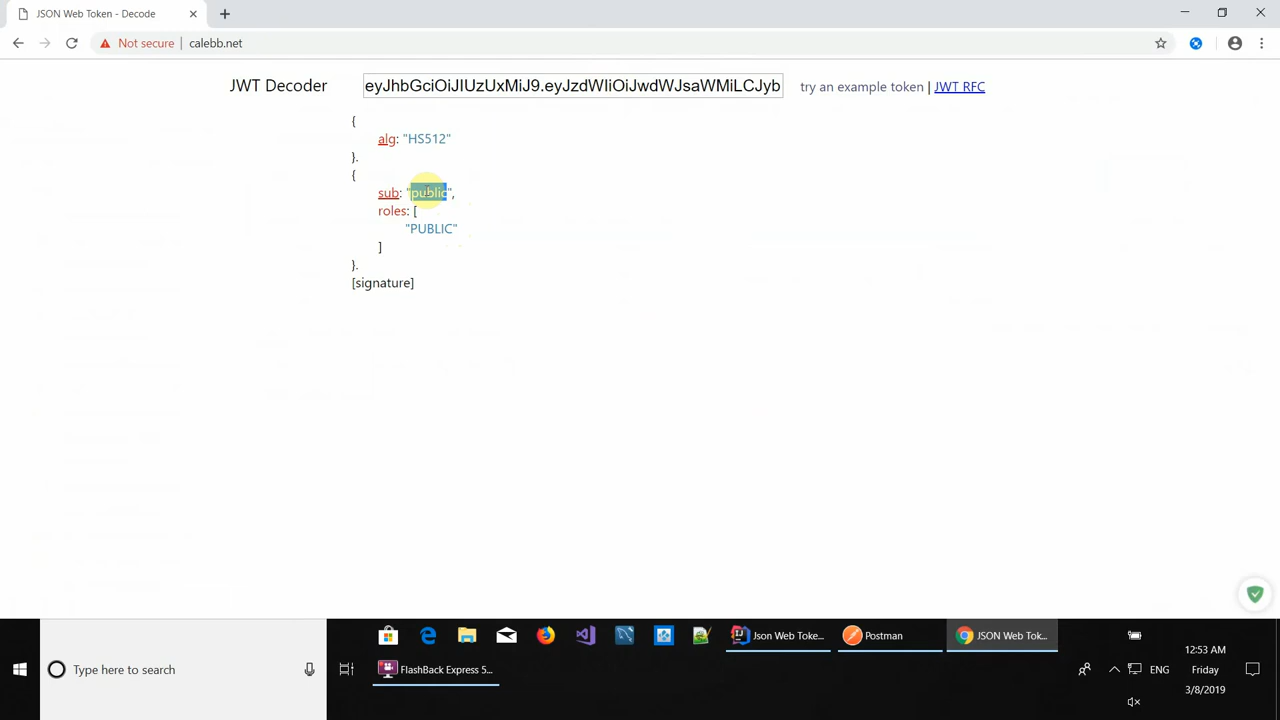 JSON Web Token - Decode
Not secure | calebb.net
JWT Decoder
eyJhbGciOiJIUzUxMiJ9.eyJzdWIiOiJwdWJsaWMiLCJyb
try an example token | JWT RFC
{
alg: "HS512"
}.
{
sub: "public",
roles: [
"PUBLIC"
]
}.
[signature]
Json Web Toke...
Postman
JSON Web Tok...
Type here to search
FlashBack Express 5...
ENG
12:53 AM
Friday
3/8/2019